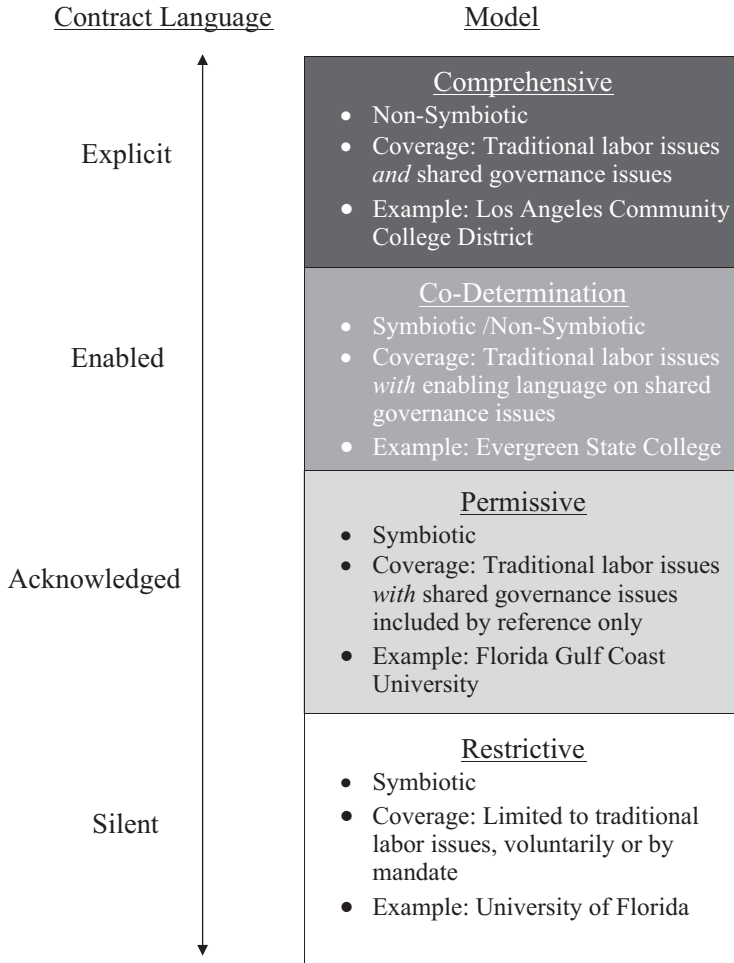 Contract Language
Model
Explicit
Comprehensive
• Non-Symbiotic
• Coverage: Traditional labor issues
and shared governance issues
• Example: Los Angeles Community
College District
Enabled
Co-Determination
• Symbiotic /Non-Symbiotic
• Coverage: Traditional labor issues
with enabling language on shared
governance issues
• Example: Evergreen State College
Acknowledged
Permissive
• Symbiotic
• Coverage: Traditional labor issues
with shared governance issues
included by reference only
• Example: Florida Gulf Coast
University
Silent
Restrictive
• Symbiotic
• Coverage: Limited to traditional
labor issues, voluntarily or by
mandate
• Example: University of Florida